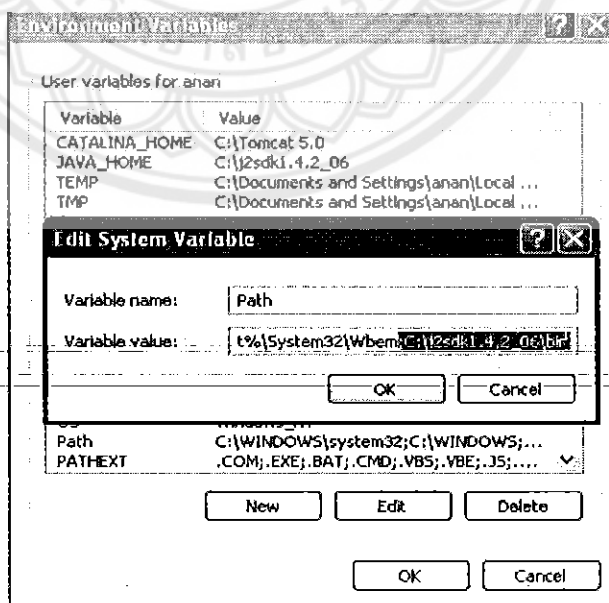 Environment Variables
User variables for anan
Variable Value
CATALINA_HOME C:\Tomcat 5.0
JAVA_HOME C:\j2sdk1.4.2_06
TEMP C:\Documents and Settings\anan\Local ...
TMP C:\Documents and Settings\anan\Local ...
Edit System Variable
Variable name: Path
Variable value: t%\System32\Wbem;C:\j2sdk1.4.2_06\bin
OK Cancel
OS Windows_NT
Path C:\WINDOWS\system32;C:\WINDOWS;...
PATHEXT .COM;.EXE;.BAT;.CMD;.VBS;.VBE;.JS;....
New Edit Delete
OK Cancel